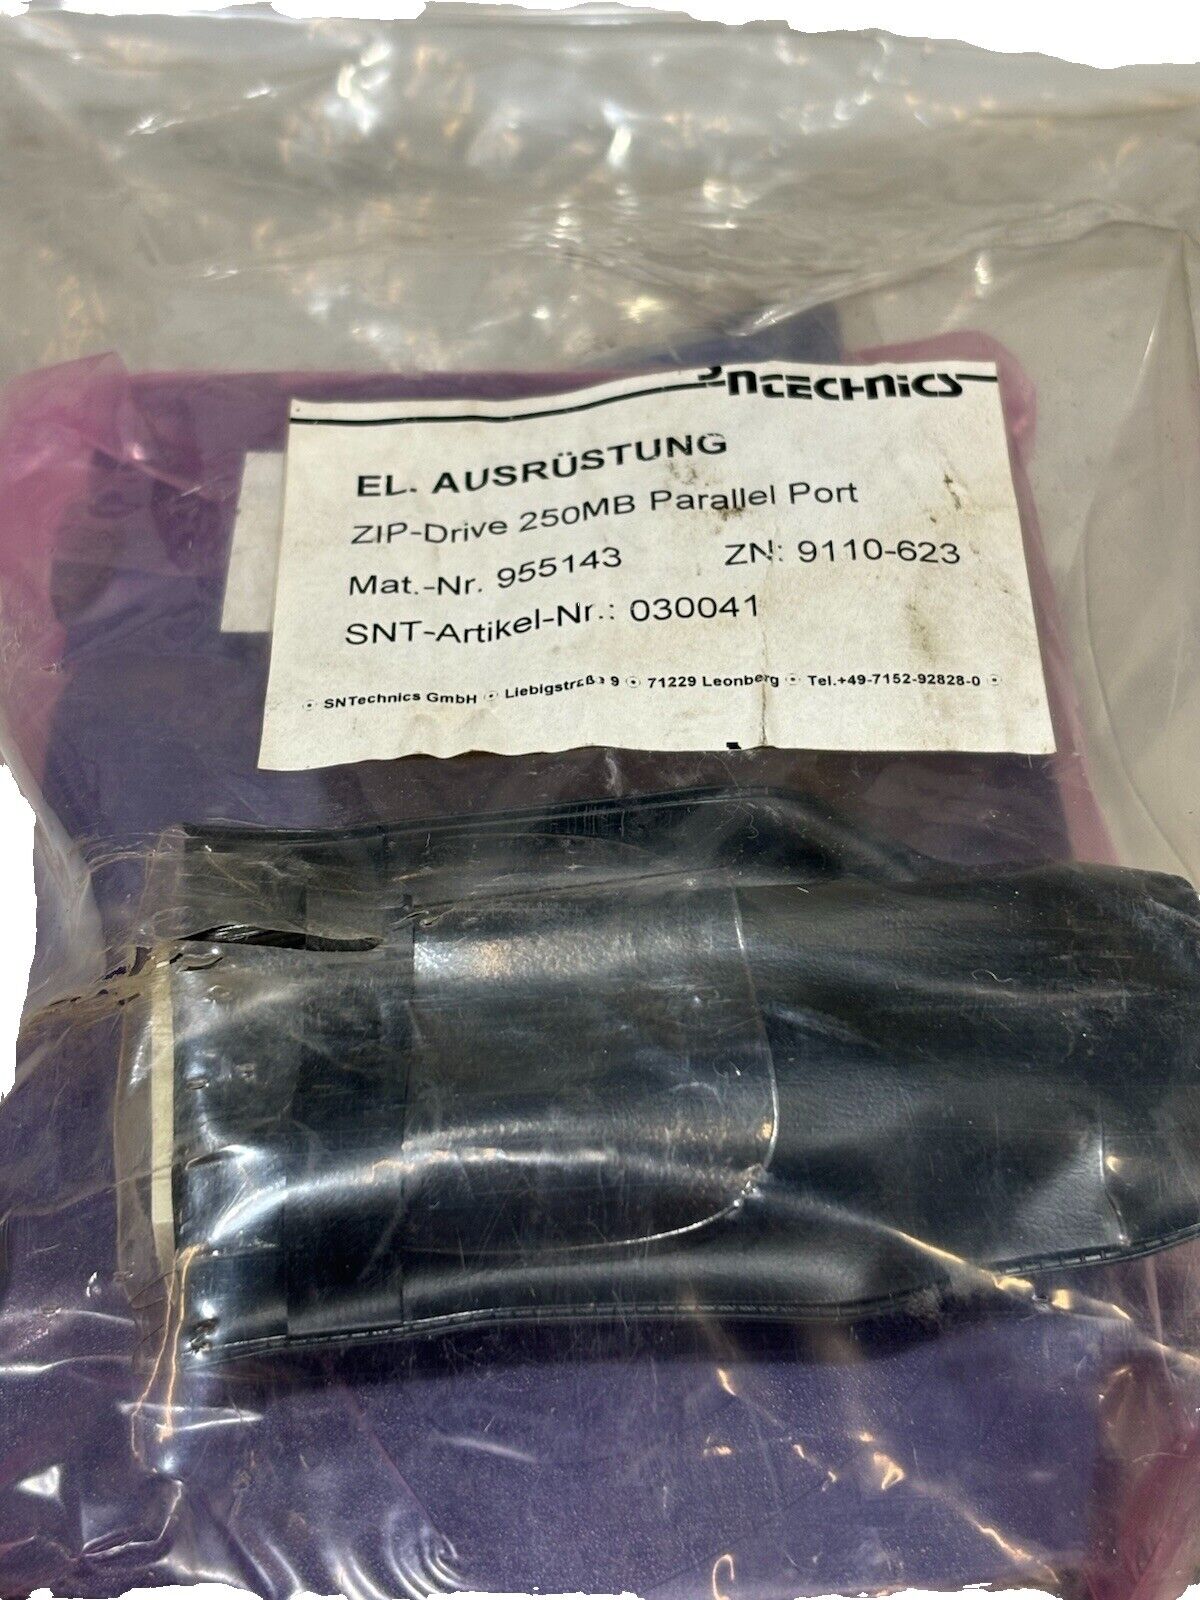 SNTECHNICS
EL. AUSRÜSTUNG
ZIP-Drive 250MB Parallel Port
Mat.-Nr. 955143 ZN: 9110-623
SNT-Artikel-Nr.: 030041
SNTechnics GmbH Liebigstraße 9 71229 Leonberg Tel.+49-7152-92828-0